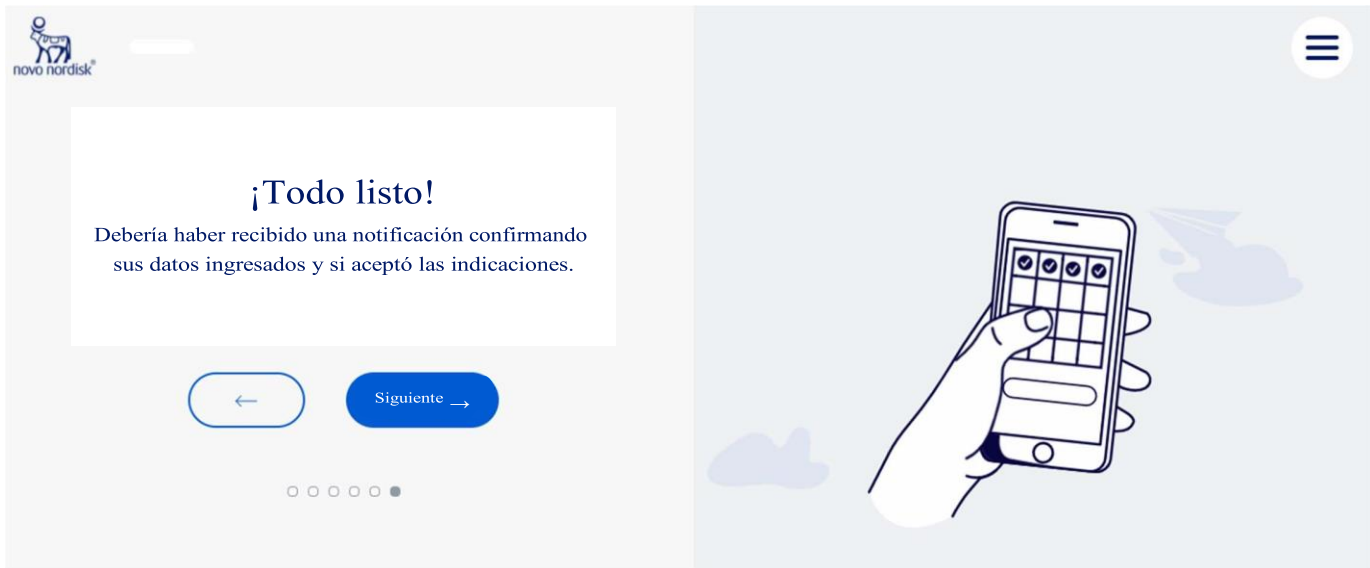 novo nordisk®
¡Todo listo!
Debería haber recibido una notificación confirmando
sus datos ingresados y si aceptó las indicaciones.
←
Siguiente →